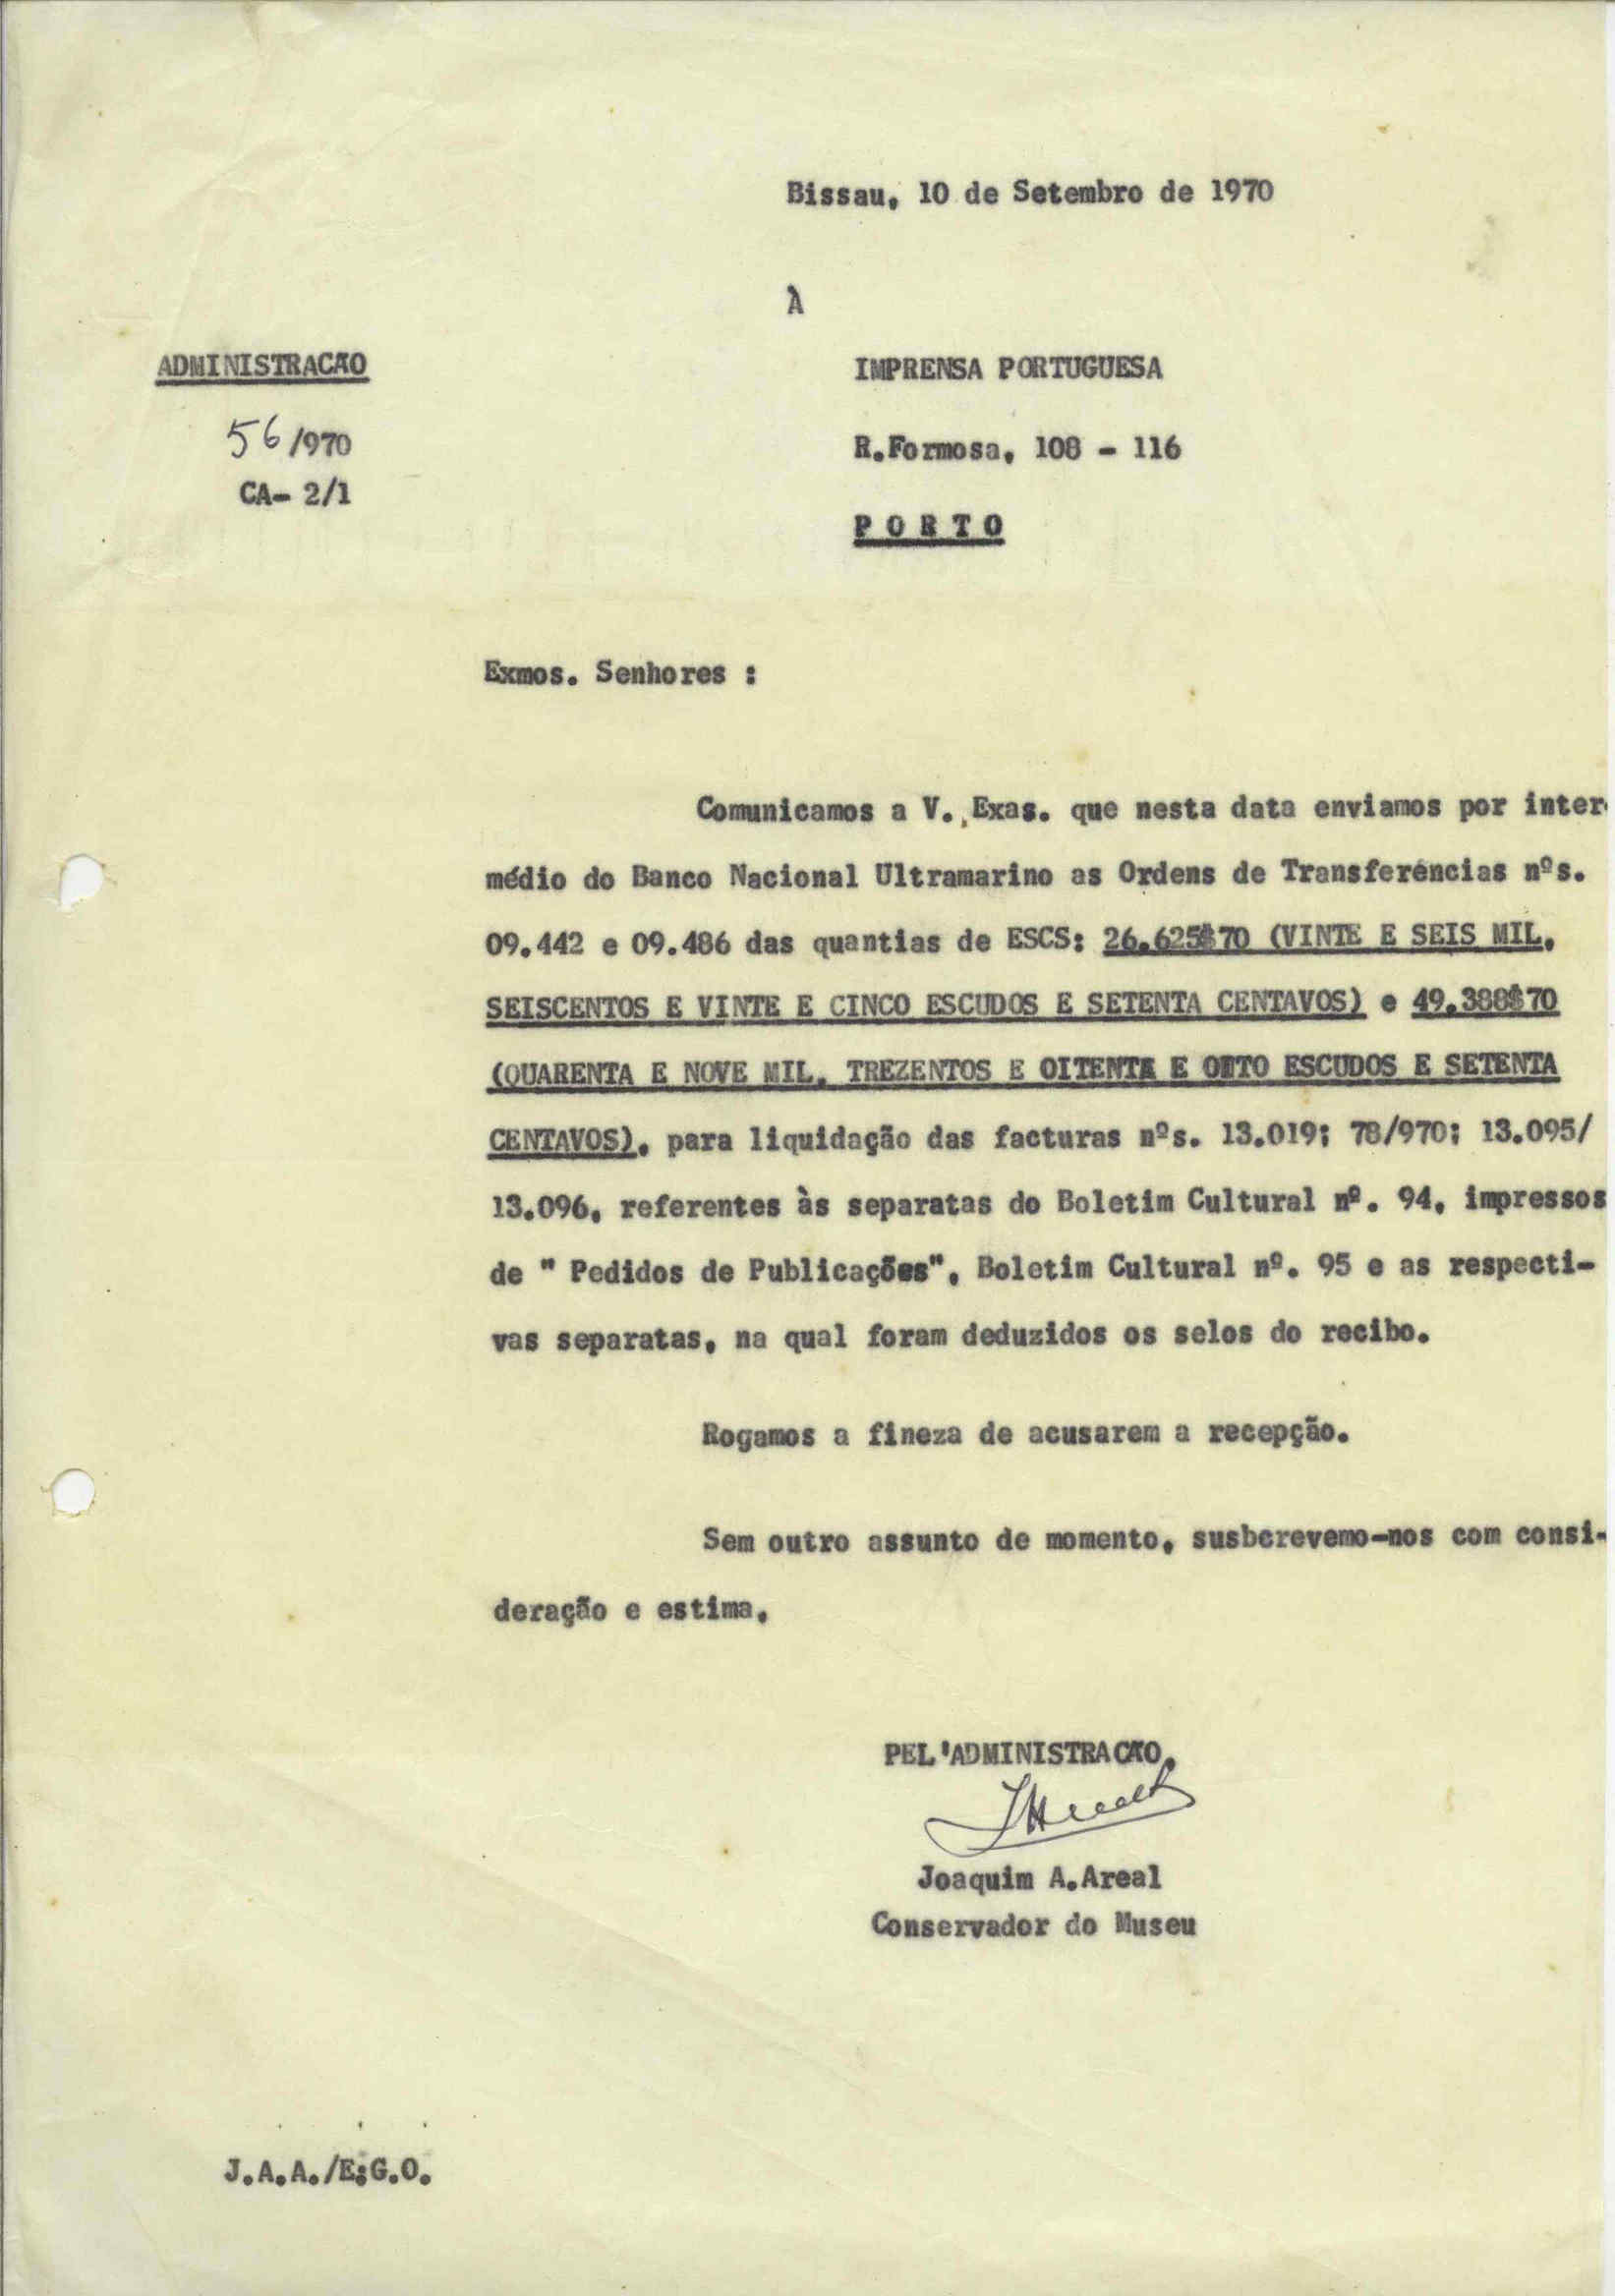 Bissau, 10 de Setembro de 1970
À
ADMINISTRACÃO
IMPRENSA PORTUGUESA
56/970
R.Formosa, 108 - 116
CA- 2/1
P O R T O
Exmos. Senhores :
Comunicamos a V. Exas. que nesta data enviamos por inter-
médio do Banco Nacional Ultramarino as Ordens de Transferências nºs.
09.442 e 09.486 das quantias de ESCS: 26.625$70 (VINTE E SEIS MIL,
SEISCENTOS E VINTE E CINCO ESCUDOS E SETENTA CENTAVOS) e 49.388$70
(QUARENTA E NOVE MIL, TREZENTOS E OITENTA E OITO ESCUDOS E SETENTA
CENTAVOS), para liquidação das facturas nºs. 13.019; 78/970; 13.095/
13.096, referentes às separatas do Boletim Cultural nº. 94, impressos
de " Pedidos de Publicações", Boletim Cultural nº. 95 e as respecti-
vas separatas, na qual foram deduzidos os selos do recibo.
Rogamos a fineza de acusarem a recepção.
Sem outro assunto de momento, susbcrevemo-nos com consi-
deração e estima,
PEL'ADMINISTRACÃO,
Joaquim A.Areal
Conservador do Museu
J.A.A./E:G.O.